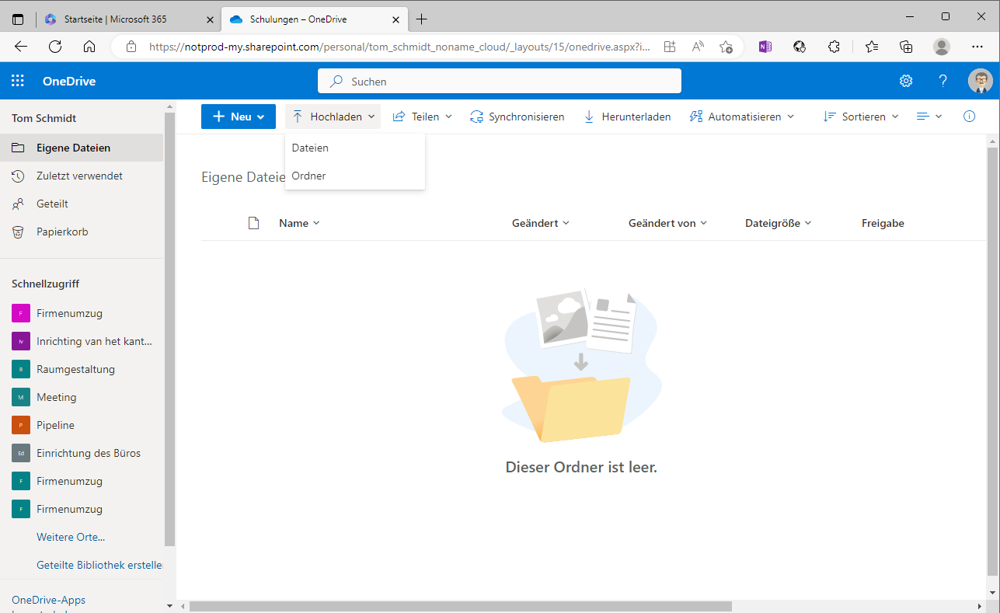 Startseite | Microsoft 365
Schulungen – OneDrive
https://notprod-my.sharepoint.com/personal/tom_schmidt_noname_cloud/_layouts/15/onedrive.aspx?i...
OneDrive
Suchen
Tom Schmidt
Eigene Dateien
Zuletzt verwendet
Geteilt
Papierkorb
Schnellzugriff
F Firmenumzug
Iv Inrichting van het kant...
R Raumgestaltung
M Meeting
P Pipeline
Ed Einrichtung des Büros
F Firmenumzug
F Firmenumzug
Weitere Orte...
Geteilte Bibliothek erstelle
OneDrive-Apps
Neu
Hochladen
Teilen
Synchronisieren
Herunterladen
Automatisieren
Sortieren
Dateien
Ordner
Eigene Dateie
Name
Geändert
Geändert von
Dateigröße
Freigabe
Dieser Ordner ist leer.